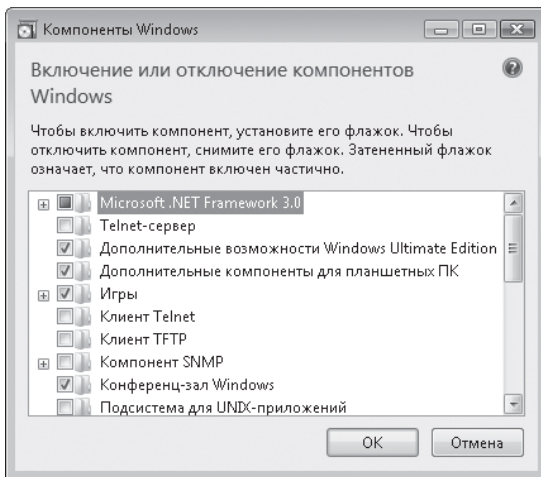 Компоненты Windows
Включение или отключение компонентов
Windows
Чтобы включить компонент, установите его флажок. Чтобы
отключить компонент, снимите его флажок. Затененный флажок
означает, что компонент включен частично.
Microsoft .NET Framework 3.0
Telnet-сервер
Дополнительные возможности Windows Ultimate Edition
Дополнительные компоненты для планшетных ПК
Игры
Клиент Telnet
Клиент TFTP
Компонент SNMP
Конференц-зал Windows
Подсистема для UNIX-приложений
OK
Отмена